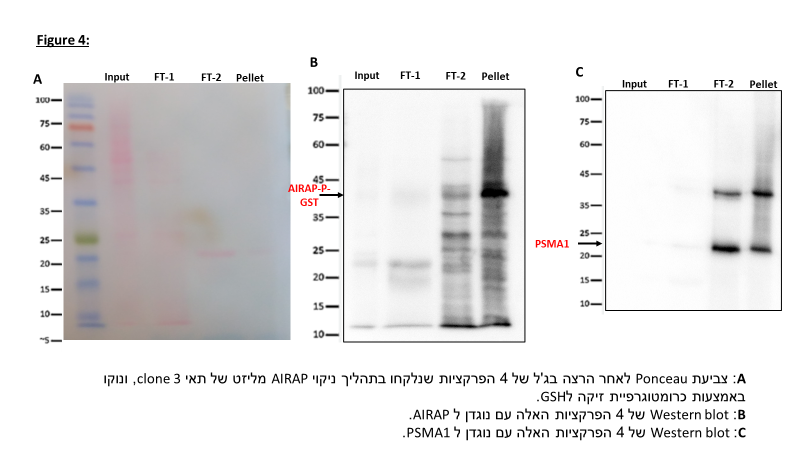 Figure 4:
A
Input FT-1 FT-2 Pellet
100
75
60
45
35
25
20
15
10
~5
B
Input FT-1 FT-2 Pellet
100
75
60
45
AIRAP-P-
GST
35
25
20
15
10
C
Input FT-1 FT-2 Pellet
100
75
60
45
35
25
PSMA1
20
15
10
A: צביעת Ponceau לאחר הרצה בג'ל של 4 הפרקציות שנלקחו בתהליך ניקוי AIRAP מליזט של תאי clone 3, ונוקו
באמצעות כרומטוגרפיית זיקה לGSH.
B: Western blot של 4 הפרקציות האלה עם נוגדן ל AIRAP.
C: Western blot של 4 הפרקציות האלה עם נוגדן ל PSMA1.